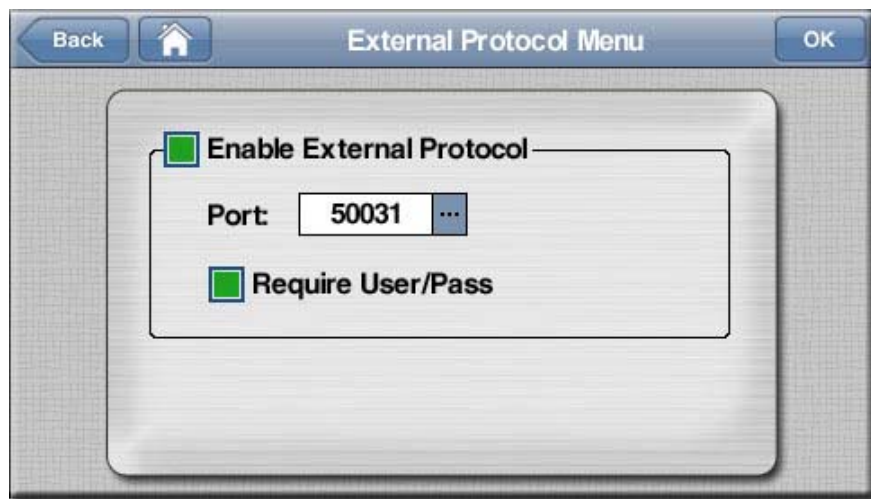 Back External Protocol Menu OK
Enable External Protocol
Port: 50031 ...
Require User/Pass